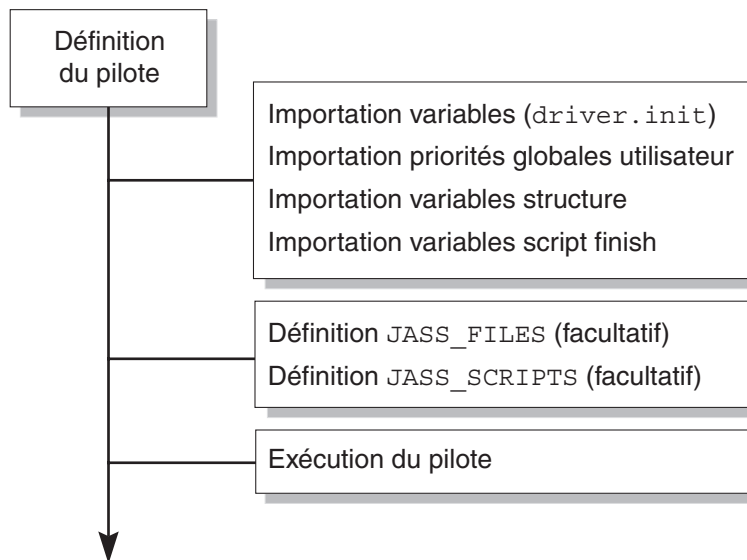 Définition
du pilote
Importation variables (driver.init)
Importation priorités globales utilisateur
Importation variables structure
Importation variables script finish
Définition JASS_FILES (facultatif)
Définition JASS_SCRIPTS (facultatif)
Exécution du pilote